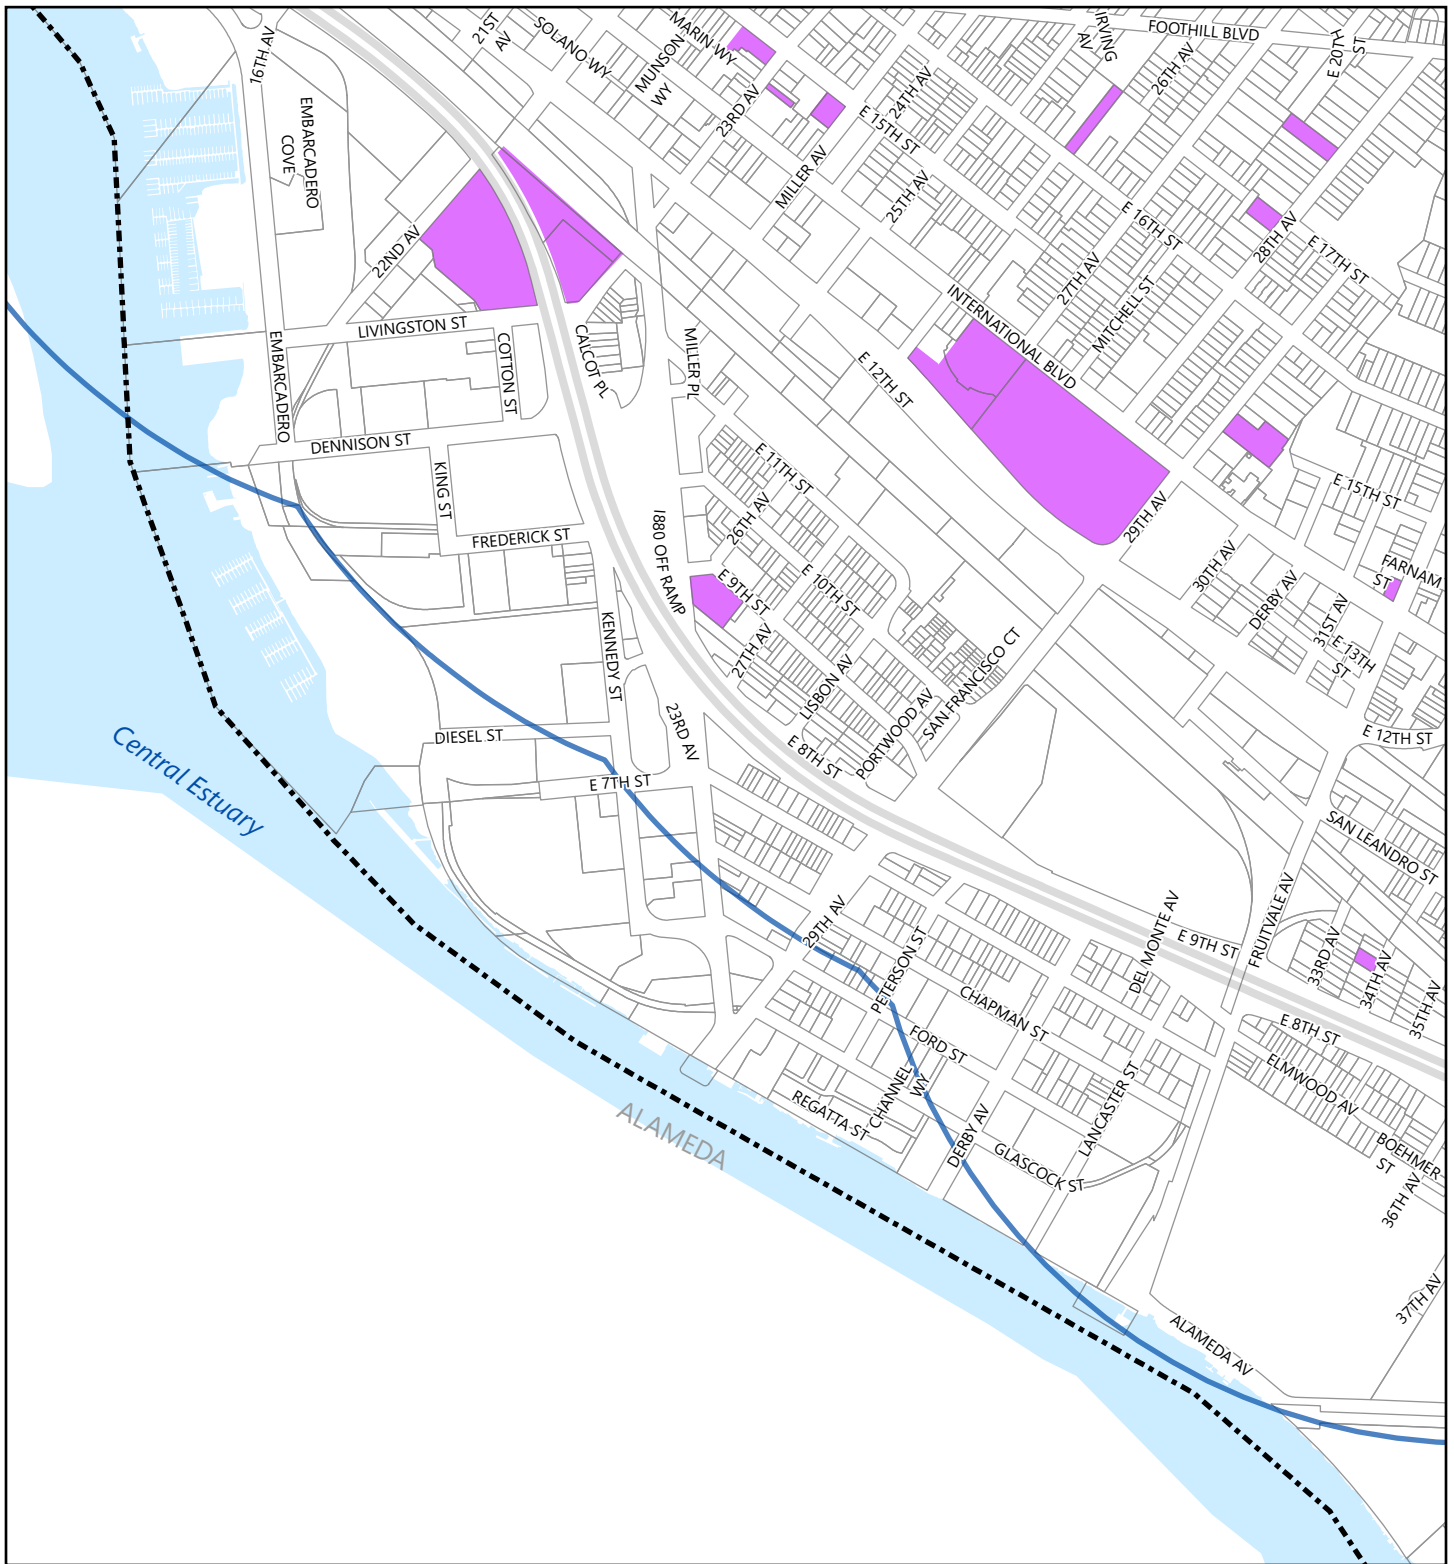 21ST
AV
SOLANO WY
MARIN WY
MUNSON
WY
IRVING
AV
FOOTHILL BLVD
E 20TH
ST
16TH AV
26TH AV
23RD AV
24TH AV
E 15TH ST
EMBARCADERO
COVE
MILLER AV
25TH AV
E 16TH ST
28TH AV
E 17TH ST
22ND AV
27TH AV
MITCHELL ST
INTERNATIONAL BLVD
LIVINGSTON ST
EMBARCADERO
COTTON ST
CALCOT PL
MILLER PL
E 12TH ST
DENNISON ST
E 11TH ST
KING ST
E 15TH ST
26TH AV
29TH AV
I880 OFF RAMP
FREDERICK ST
30TH AV
FARNAM
ST
E 9TH ST
E 10TH ST
DERBY AV
31ST AV
KENNEDY ST
27TH AV
E 13TH
ST
SAN FRANCISCO CT
LISBON AV
PORTWOOD AV
23RD AV
DIESEL ST
E 12TH ST
E 8TH ST
Central Estuary
E 7TH ST
SAN LEANDRO ST
29TH AV
DEL MONTE AV
FRUITVALE AV
PETERSON ST
E 9TH ST
33RD AV
34TH AV
35TH AV
CHAPMAN ST
E 8TH ST
FORD ST
ELMWOOD AV
CHANNEL
WY
LANCASTER ST
REGATTA ST
ALAMEDA
DERBY AV
BOEHMER
ST
GLASCOCK ST
36TH AV
37TH AV
ALAMEDA AV